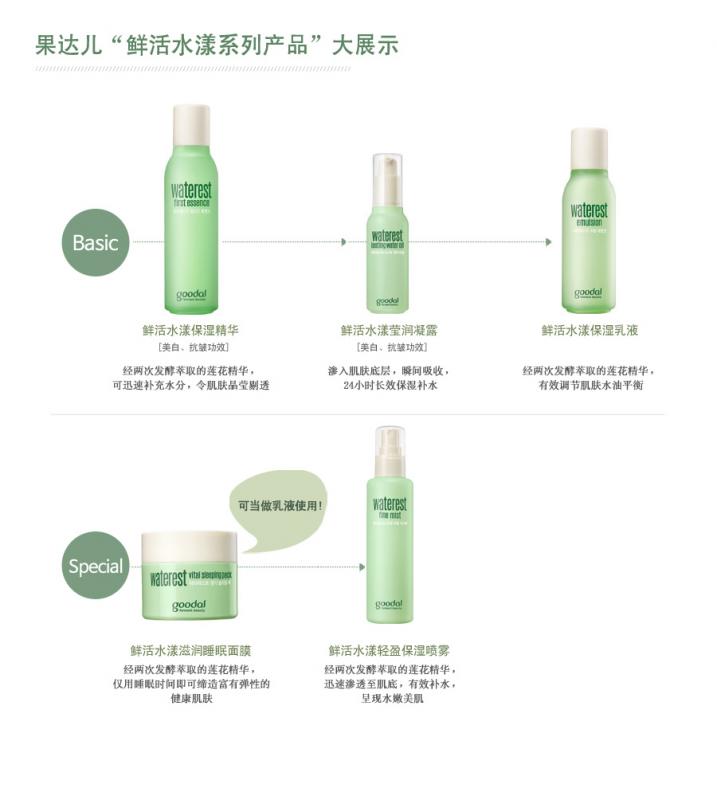 果达儿“鲜活水漾系列产品”大展示
Basic
waterest
first essence
goodal
waterest
lasting water oil
goodal
waterest
emulsion
goodal
鲜活水漾保湿精华
[美白、抗皱功效]
经两次发酵萃取的莲花精华，
可迅速补充水分，令肌肤晶莹剔透
鲜活水漾莹润凝露
[美白、抗皱功效]
渗入肌肤底层，瞬间吸收，
24小时长效保湿补水
鲜活水漾保湿乳液
经两次发酵萃取的莲花精华，
有效调节肌肤水油平衡
Special
可当做乳液使用！
waterest vital sleeping pack
goodal
waterest
fine mist
goodal
鲜活水漾滋润睡眠面膜
经两次发酵萃取的莲花精华，
仅用睡眠时间即可缔造富有弹性的
健康肌肤
鲜活水漾轻盈保湿喷雾
经两次发酵萃取的莲花精华，
迅速渗透至肌底，有效补水，
呈现水嫩美肌